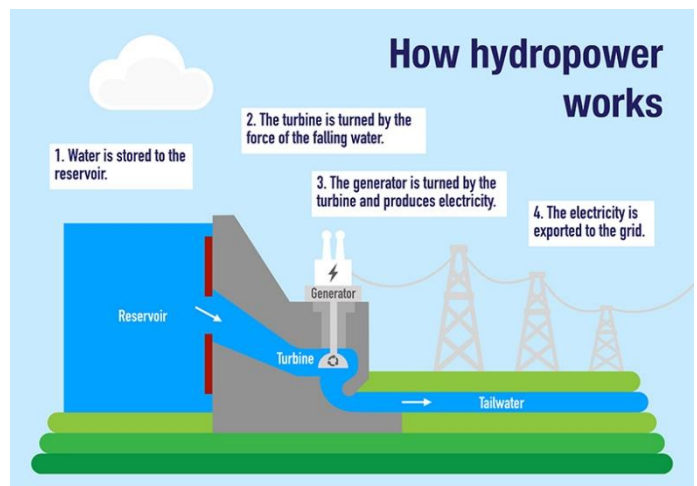 How hydropower
works
2. The turbine is turned by the
force of the falling water.
1. Water is stored to the
reservoir.
3. The generator is turned by the
turbine and produces electricity.
4. The electricity is
exported to the grid.
Generator
Reservoir
Turbine
Tailwater